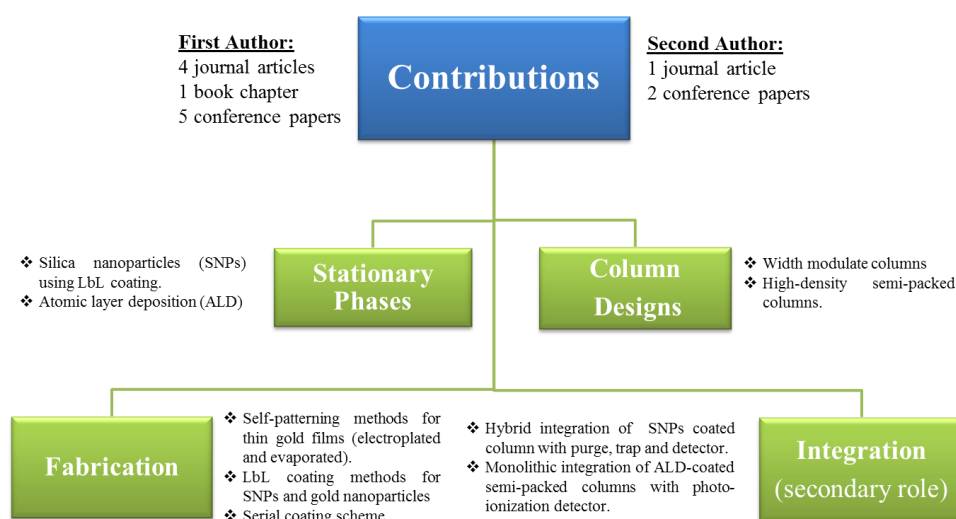 First Author:
4 journal articles
1 book chapter
5 conference papers
Contributions
Second Author:
1 journal article
2 conference papers
❖ Silica nanoparticles (SNPs)
using LbL coating.
❖ Atomic layer deposition (ALD)
Stationary
Phases
Column
Designs
❖ Width modulate columns
❖ High-density semi-packed
columns.
Fabrication
❖ Self-patterning methods for
thin gold films (electroplated
and evaporated).
❖ LbL coating methods for
SNPs and gold nanoparticles
❖ Serial coating scheme
❖ Hybrid integration of SNPs coated
column with purge, trap and detector.
❖ Monolithic integration of ALD-coated
semi-packed columns with photo-
ionization detector.
Integration
(secondary role)